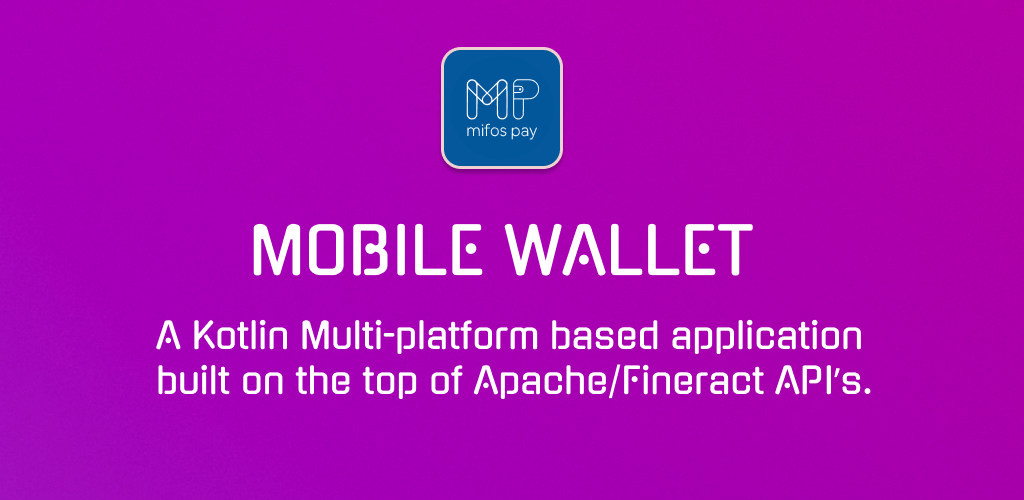 MP
mifos pay
MOBILE WALLET
A Kotlin Multi-platform based application
built on the top of Apache/Fineract API's.